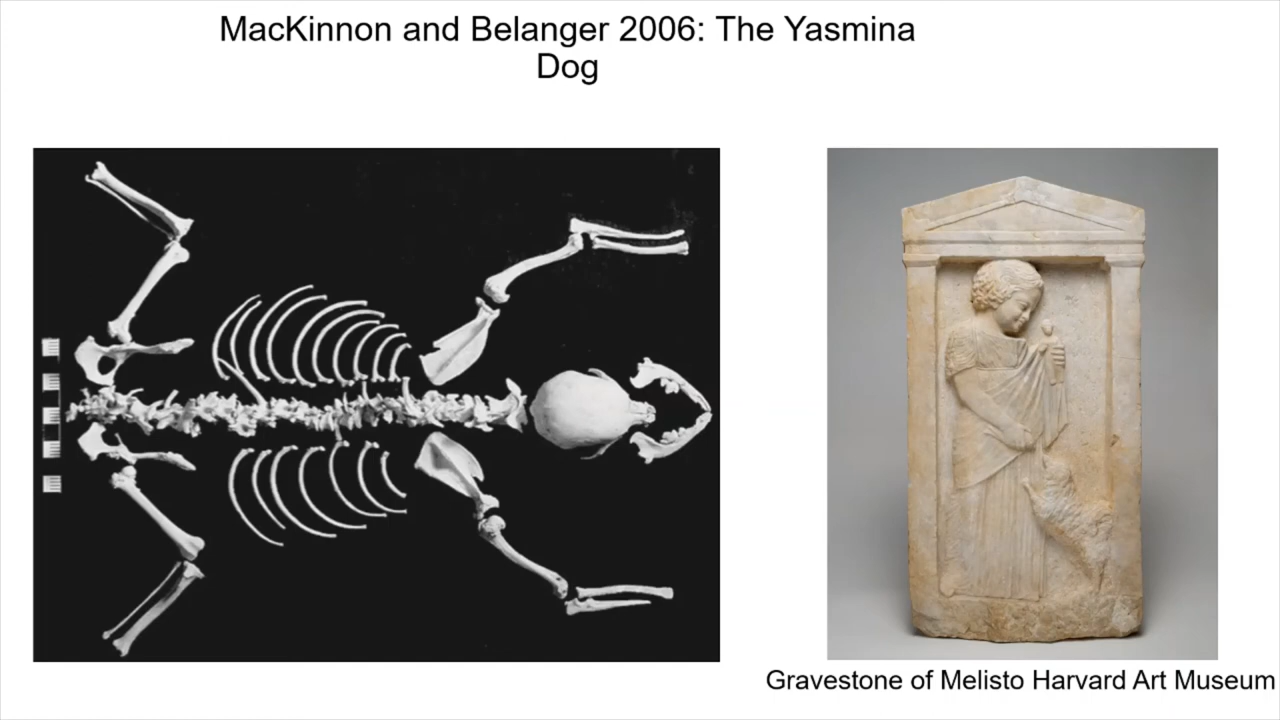 MacKinnon and Belanger 2006: The Yasmina
Dog
Gravestone of Melisto Harvard Art Museum